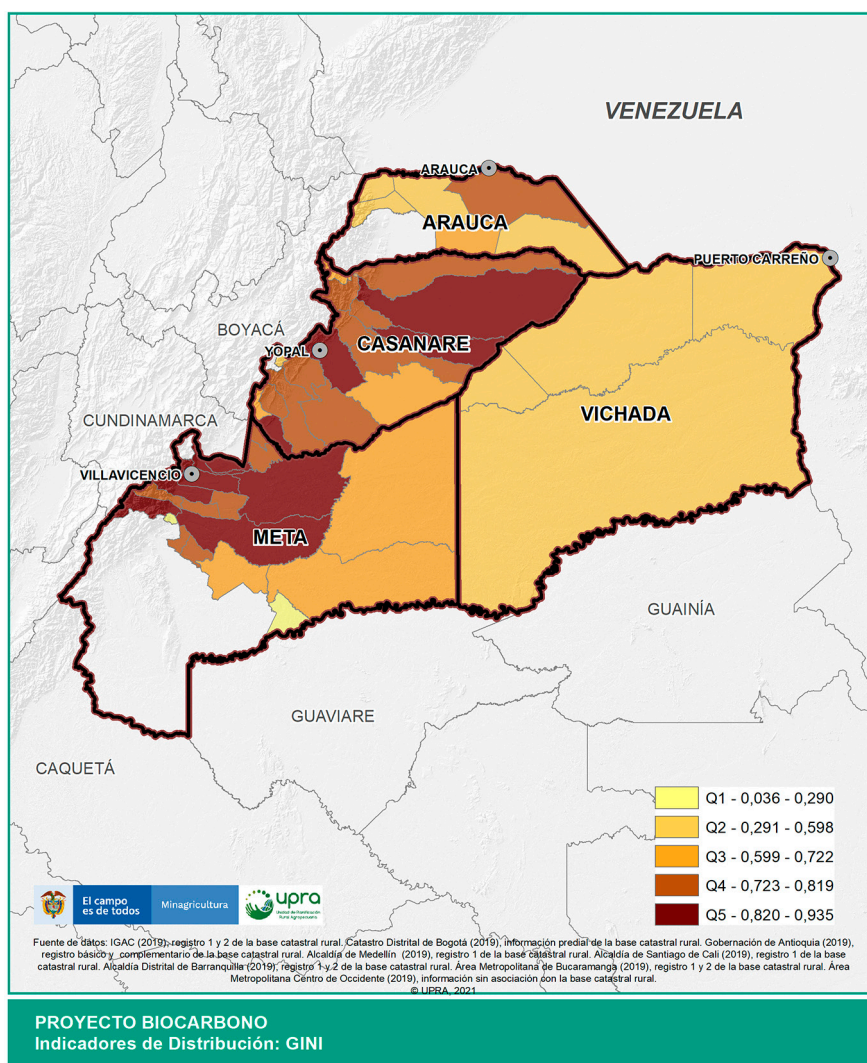 VENEZUELA
ARAUCA
ARAUCA
PUERTO CARREÑO
BOYACÁ
YOPAL
CASANARE
VICHADA
CUNDINAMARCA
VILLAVICENCIO
META
GUAINÍA
GUAVIARE
CAQUETÁ
Q1 - 0,036 - 0,290
Q2 - 0,291 - 0,598
Q3 - 0,599 - 0,722
Q4 - 0,723 - 0,819
Q5 - 0,820 - 0,935
El campo
es de todos
Minagricultura
upra
Unidad de Planificación
Rural Agropecuaria
Fuente de datos: IGAC (2019), registro 1 y 2 de la base catastral rural. Catastro Distrital de Bogotá (2019), información predial de la base catastral rural. Gobernación de Antioquia (2019),
registro básico y complementario de la base catastral rural. Alcaldía de Medellín (2019), registro 1 de la base catastral rural. Alcaldía de Santiago de Cali (2019), registro 1 de la base
catastral rural. Alcaldía Distrital de Barranquilla (2019), registro 1 y 2 de la base catastral rural. Área Metropolitana de Bucaramanga (2019), registro 1 y 2 de la base catastral rural. Área
Metropolitana Centro de Occidente (2019), información sin asociación con la base catastral rural.
© UPRA, 2021
PROYECTO BIOCARBONO
Indicadores de Distribución: GINI